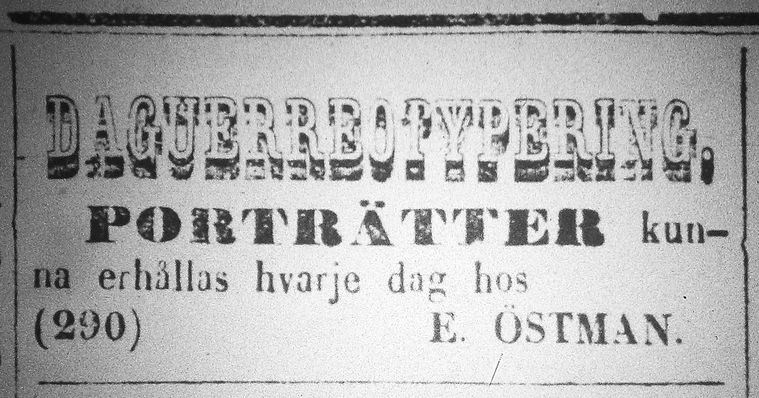 DAGUERREOTYPERING.
PORTRÄTTER kun-
na erhållas hvarje dag hos
(290) E. ÖSTMAN.